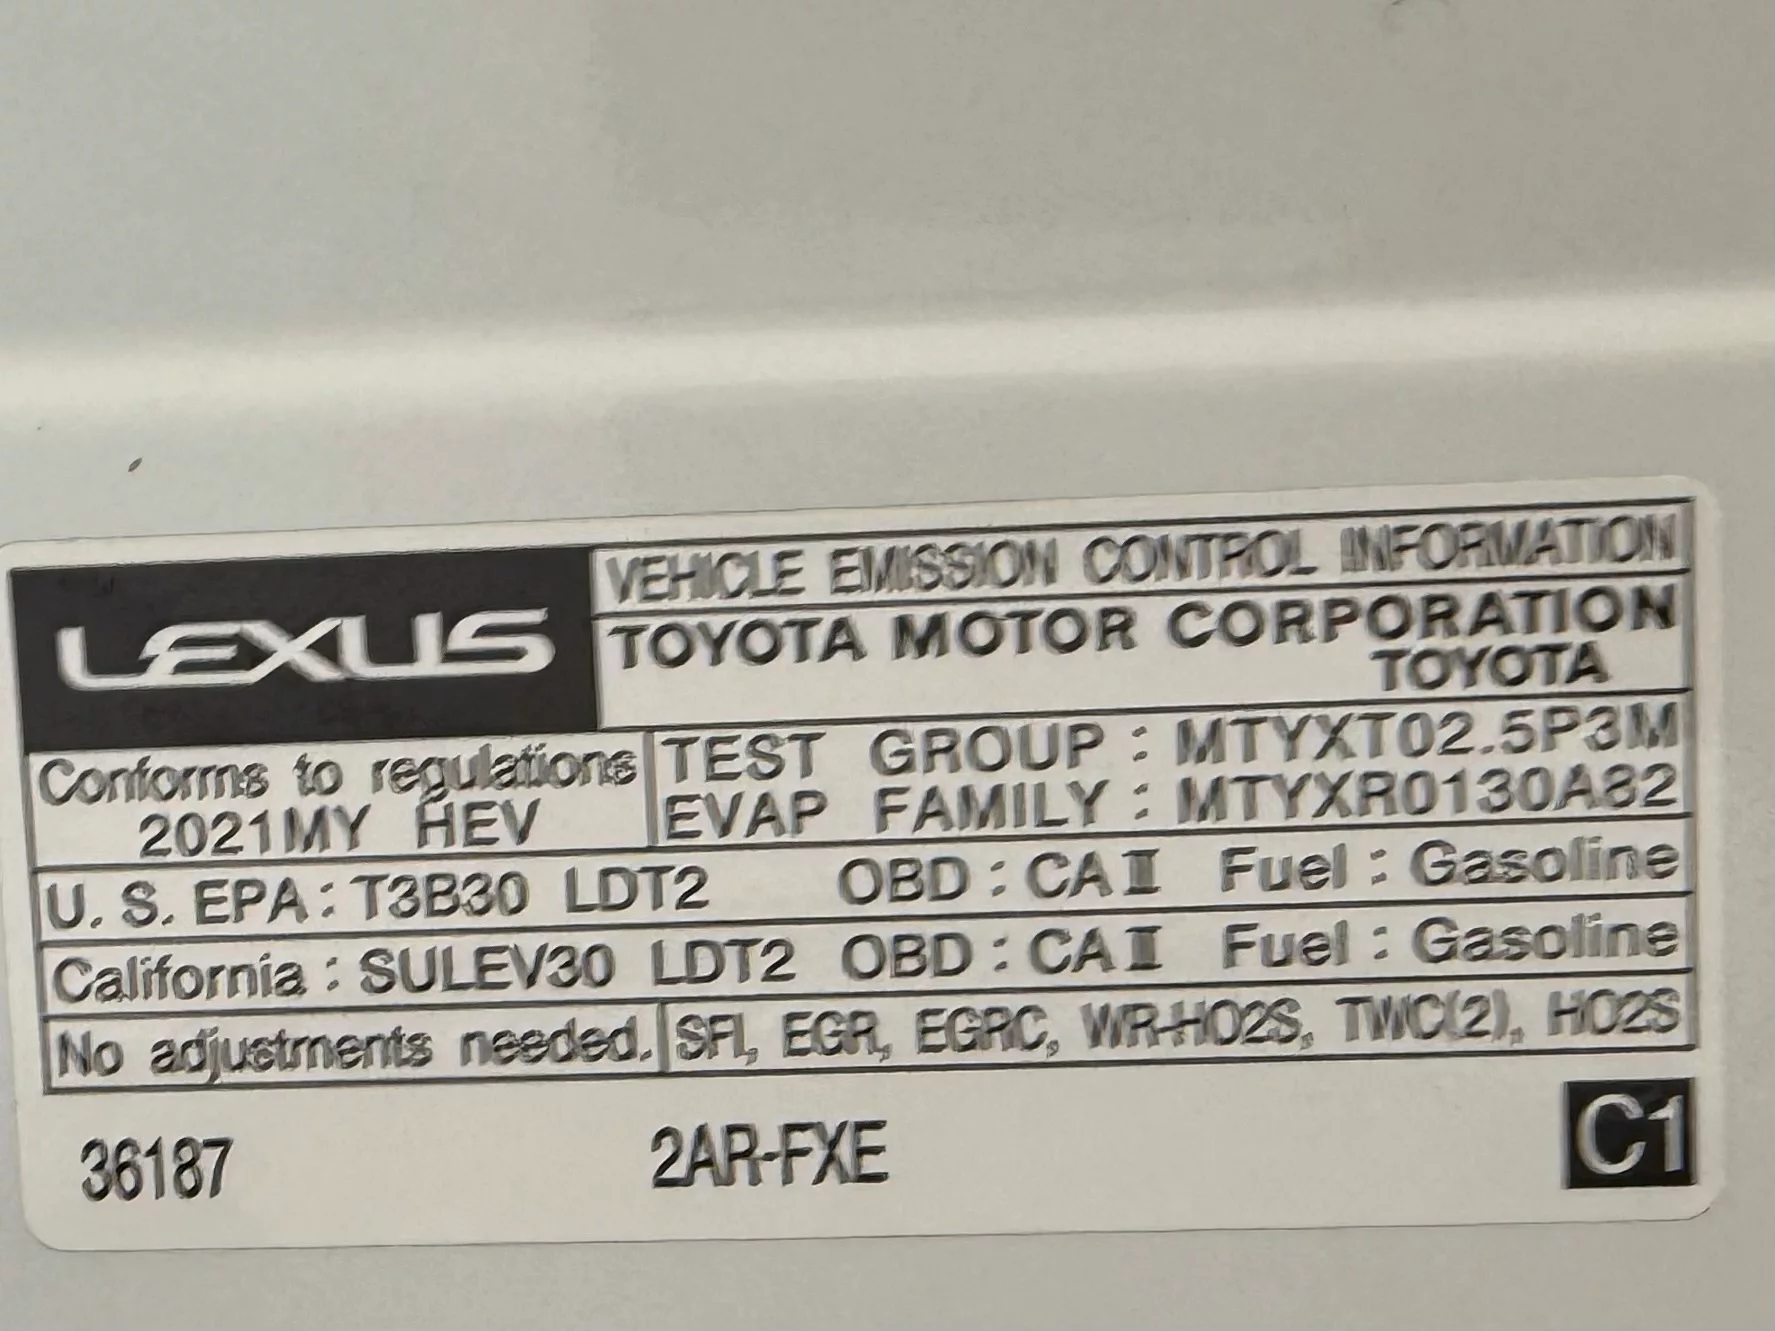 LEXUS
VEHICLE EMISSION CONTROL INFORMATION
TOYOTA MOTOR CORPORATION
TOYOTA
Conforms to regulations
2021MY HEV
TEST GROUP : MTYXT02.5P3M
EVAP FAMILY : MTYXR0130A82
U.S. EPA : T3B30 LDT2 OBD : CAⅡ Fuel : Gasoline
California : SULEV30 LDT2 OBD : CAⅡ Fuel : Gasoline
No adjustments needed.
SFI, EGR, EGRC, WR-HO2S, TWC(2), HO2S
36187
2AR-FXE
C1